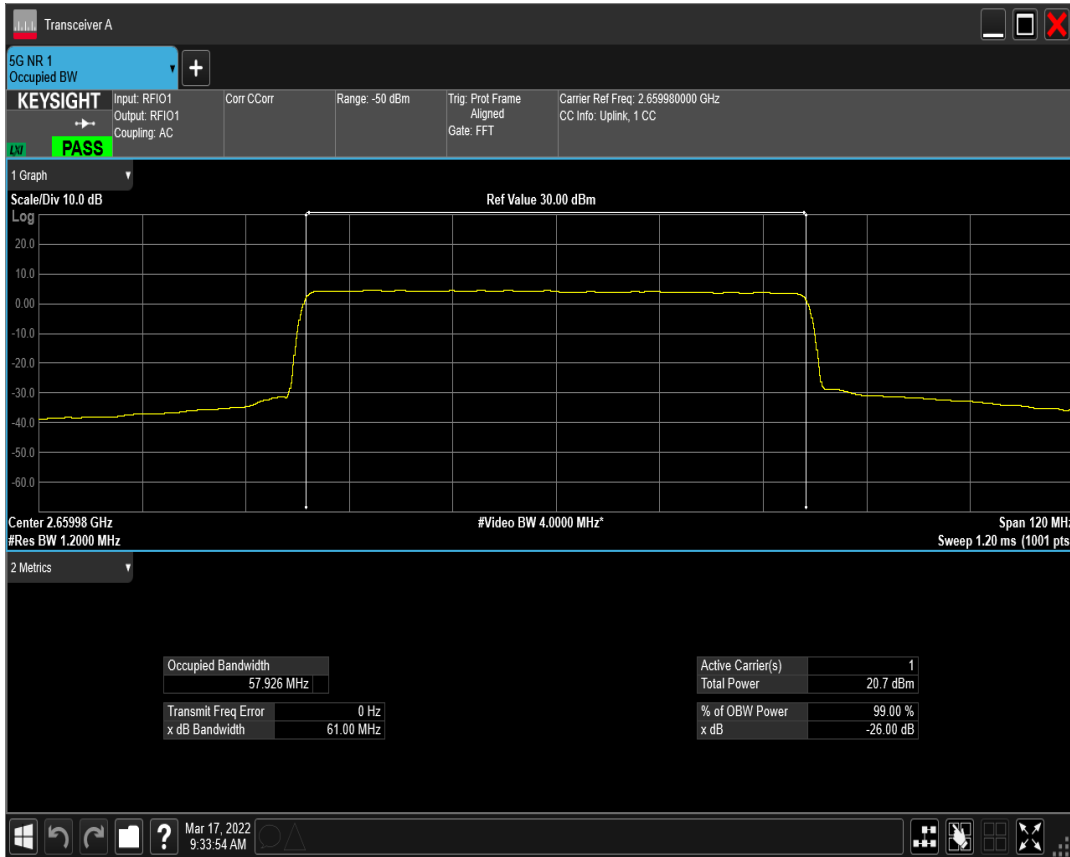 Transceiver A
5G NR 1
Occupied BW
KEYSIGHT
Input: RFIO1
Output: RFIO1
Coupling: AC
Corr CCorr
Range: -50 dBm
Trig: Prot Frame
Aligned
Gate: FFT
Carrier Ref Freq: 2.659980000 GHz
CC Info: Uplink, 1 CC
LXI
PASS
1 Graph
Scale/Div 10.0 dB
Ref Value 30.00 dBm
Log
20.0
10.0
0.00
-10.0
-20.0
-30.0
-40.0
-50.0
-60.0
Center 2.65998 GHz
#Video BW 4.0000 MHz*
Span 120 MHz
#Res BW 1.2000 MHz
Sweep 1.20 ms (1001 pts
2 Metrics
Occupied Bandwidth
57.926 MHz
Transmit Freq Error 0 Hz
x dB Bandwidth 61.00 MHz
Active Carrier(s) 1
Total Power 20.7 dBm
% of OBW Power 99.00 %
x dB -26.00 dB
?
Mar 17, 2022
9:33:54 AM